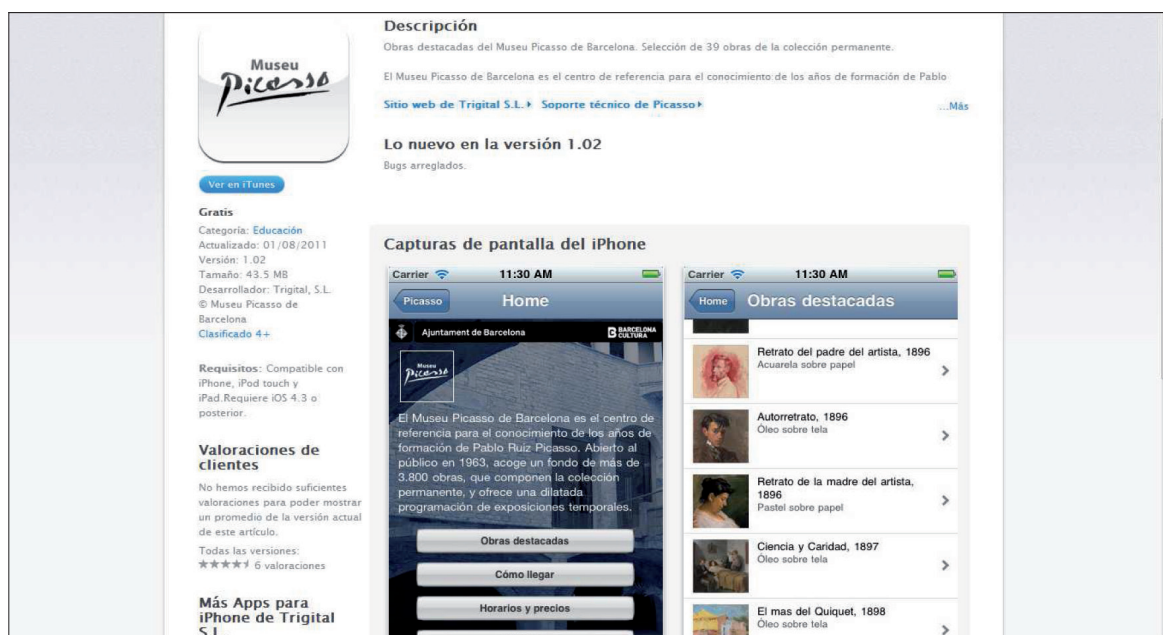 Museu
Picasso
Ver en iTunes
Gratis
Categoría: Educación
Actualizado: 01/08/2011
Versión: 1.02
Tamaño: 43.5 MB
Desarrollador: Trigital, S.L.
© Museu Picasso de
Barcelona
Clasificado 4+
Requisitos: Compatible con
iPhone, iPod touch y
iPad.Requiere iOS 4.3 o
posterior.
Valoraciones de
clientes
No hemos recibido suficientes
valoraciones para poder mostrar
un promedio de la versión actual
de este artículo.
Todas las versiones:
6 valoraciones
Más Apps para
iPhone de Trigital
S.L.
Descripción
Obras destacadas del Museu Picasso de Barcelona. Selección de 39 obras de la colección permanente.
El Museu Picasso de Barcelona es el centro de referencia para el conocimiento de los años de formación de Pablo
Sitio web de Trigital S.L. Soporte técnico de Picasso ...Más
Lo nuevo en la versión 1.02
Bugs arreglados.
Capturas de pantalla del iPhone
Carrier 11:30 AM
Picasso Home
Ajuntament de Barcelona BARCELONA
CULTURA
Museu
Picasso
El Museu Picasso de Barcelona es el centro de
referencia para el conocimiento de los años de
formación de Pablo Ruiz Picasso. Abierto al
público en 1963, acoge un fondo de más de
3.800 obras, que componen la colección
permanente, y ofrece una dilatada
programación de exposiciones temporales.
Obras destacadas
Cómo llegar
Horarios y precios
Carrier 11:30 AM
Home Obras destacadas
Retrato del padre del artista, 1896
Acuarela sobre papel
Autorretrato, 1896
Óleo sobre tela
Retrato de la madre del artista,
1896
Pastel sobre papel
Ciencia y Caridad, 1897
Óleo sobre tela
El mas del Quiquet, 1898
Óleo sobre tela